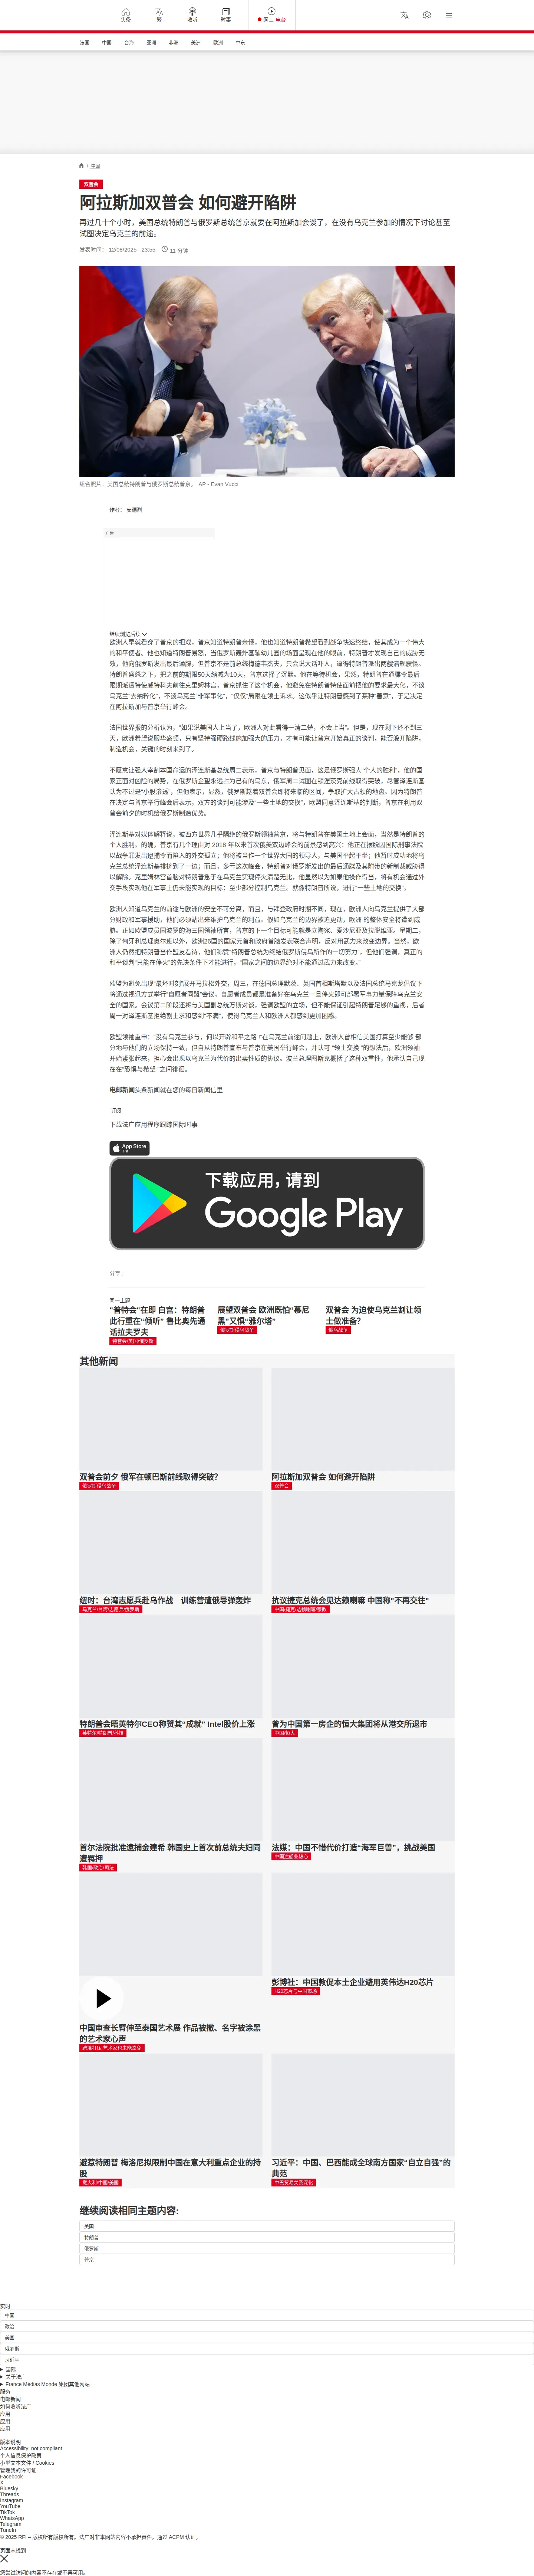 头条
繁
收听
时事
网上 电台
法国
中国
台海
亚洲
非洲
美洲
欧洲
中东
/ 法国
双普会
阿拉斯加双普会 如何避开陷阱
再过几十个小时，美国总统特朗普与俄罗斯总统普京就要在阿拉斯加会谈了，在没有乌克兰参加的情况下讨论甚至
试图决定乌克兰的前途。
发表时间： 12/08/2025 - 23:55 11 分钟
组合照片：美国总统特朗普与俄罗斯总统普京。 AP - Evan Vucci
作者： 安德烈
广告
继续浏览后续
欧洲人早就看穿了普京的把戏，普京知道特朗普亲俄，他也知道特朗普希望看到战争快速终结，使其成为一个伟大
的和平使者。他也知道特朗普易怒，当俄罗斯轰炸基辅幼儿园的场面呈现在他的眼前，特朗普才发现自己的威胁无
效，他向俄罗斯发出最后通牒，但普京不是前总统梅德韦杰夫，只会说大话吓人，逼得特朗普派出两艘潜舰震慑。
特朗普盛怒之下，把之前的期限50天缩减为10天，普京选择了沉默。他在等待机会，果然，特朗普在通牒令最后
限期派遣特使威特科夫前往克里姆林宫，普京抓住了这个机会，他避免在特朗普特使面前把他的要求最大化，不谈
乌克兰“去纳粹化”，不谈乌克兰“非军事化”，“仅仅”局限在领土诉求。这似乎让特朗普感到了某种“善意”，于是决定
在阿拉斯加与普京举行峰会。
法国世界报的分析认为，“如果说美国人上当了，欧洲人对此看得一清二楚，不会上当”。但是，现在剩下还不到三
天，欧洲希望说服华盛顿，只有坚持强硬路线施加强大的压力，才有可能让普京开始真正的谈判，能否躲开陷阱，
制造机会，关键的时刻来到了。
不愿意让强人宰割本国命运的泽连斯基总统周二表示，普京与特朗普见面，这是俄罗斯强人“个人的胜利”，他的国
家正面对凶险的局势，在俄罗斯企望永远占为己有的乌东，俄军周二试图在顿涅茨克前线取得突破，尽管泽连斯基
认为不过是“小股渗透”，但他表示，显然，俄罗斯趁着双普会即将来临的区间，争取扩大占领的地盘。因为特朗普
在决定与普京举行峰会后表示，双方的谈判可能涉及“一些土地的交换”。欧盟同意泽连斯基的判断，普京在利用双
普会前夕的时机给俄罗斯制造优势。
泽连斯基对媒体解释说，被西方世界几乎隔绝的俄罗斯领袖普京，将与特朗普在美国土地上会面，当然是特朗普的
个人胜利。的确，普京有几个理由对 2018 年以来首次俄美双边峰会的前景感到高兴：他正在摆脱因国际刑事法院
以战争罪发出逮捕令而陷入的外交孤立；他将被当作一个世界大国的领导人，与美国平起平坐；他暂时成功地将乌
克兰总统泽连斯基排挤到了一边；而且，多亏这次峰会，特朗普对俄罗斯发出的最后通牒及其附带的新制裁威胁得
以解除。克里姆林宫首脑对特朗普急于在乌克兰实现停火清楚无比，他显然以为如果他操作得当，将有机会通过外
交手段实现他在军事上仍未能实现的目标：至少部分控制乌克兰，就像特朗普所说，进行“一些土地的交换”。
欧洲人知道乌克兰的前途与欧洲的安全不可分离，而且，与拜登政府时期不同，现在，欧洲人向乌克兰提供了大部
分财政和军事援助，他们必须站出来维护乌克兰的利益，假如乌克兰的边界被迫更动，欧洲 的整体安全将遭到威
胁。正如欧盟成员国波罗的海三国领袖所言，普京的下一个目标可能就是立陶宛、爱沙尼亚及拉脱维亚。星期二，
除了匈牙利总理奥尔班以外，欧洲26国的国家元首和政府首脑发表联合声明，反对用武力来改变边界。当然，欧
洲人仍然把特朗普当作盟友看待，他们称赞“特朗普总统为终结俄罗斯侵乌所作的一切努力”，但他们强调，真正的
和平谈判“只能在停火”的先决条件下才能进行，“国家之间的边界绝对不能通过武力来改变。”
欧盟为避免出现“最坏时刻”展开马拉松外交，周三，在德国总理默茨、英国首相斯塔默以及法国总统马克龙倡议下
将通过视讯方式举行“自愿者同盟”会议，自愿者成员都是准备好在乌克兰一旦停火即可部署军事力量保障乌克兰安
全的国家。会议第二阶段还将与美国副总统万斯对谈，强调欧盟的立场，但不能保证引起特朗普足够的重视，后者
周一对泽连斯基拒绝割土求和感到“不满”，使得乌克兰人和欧洲人都感到更加困惑。
欧盟领袖重申：“没有乌克兰参与，何以开辟和平之路 !”在乌克兰前途问题上，欧洲人曾相信美国打算至少能够 部
分地与他们的立场保持一致，但自从特朗普宣布与普京在美国举行峰会，并认可 “领土交换 ”的想法后，欧洲领袖
开始紧张起来，担心会出现以乌克兰为代价的出卖性质的协议。波兰总理图斯克概括了这种双重性，他承认自己现
在在“恐惧与希望 ”之间徘徊。
电邮新闻头条新闻就在您的每日新闻信里
订阅
下载法广应用程序跟踪国际时事
App Store
下载
下载应用，请到
Google Play
分享 :
同一主题
“普特会”在即 白宫：特朗普
此行重在“倾听” 鲁比奥先通
话拉夫罗夫
特普会/美国/俄罗斯
展望双普会 欧洲既怕“慕尼
黑”又惧“雅尔塔”
俄罗斯侵乌战争
双普会 为迫使乌克兰割让领
土做准备?
俄乌战争
其他新闻
双普会前夕 俄军在顿巴斯前线取得突破?
俄罗斯侵乌战争
阿拉斯加双普会 如何避开陷阱
双普会
纽时：台湾志愿兵赴乌作战　训练营遭俄导弹轰炸
乌克兰/台湾/志愿兵/俄罗斯
抗议捷克总统会见达赖喇嘛 中国称"不再交往"
中国/捷克/达赖喇嘛/宗教
特朗普会晤英特尔CEO称赞其“成就” Intel股价上涨
英特尔/特朗普/科技
曾为中国第一房企的恒大集团将从港交所退市
中国/恒大
首尔法院批准逮捕金建希 韩国史上首次前总统夫妇同
遭羁押
韩国/政治/司法
法媒：中国不惜代价打造“海军巨兽”，挑战美国
中国造船业雄心
中国审查长臂伸至泰国艺术展 作品被撤、名字被涂黑
的艺术家心声
跨境打压 艺术家也未能幸免
彭博社：中国敦促本土企业避用英伟达H20芯片
H20芯片与中国市场
避惹特朗普 梅洛尼拟限制中国在意大利重点企业的持
股
意大利/中国/美国
习近平：中国、巴西能成全球南方国家“自立自强”的
典范
中巴贸易关系深化
继续阅读相同主题内容:
美国
特朗普
俄罗斯
普京
实时
中国
政治
美国
俄罗斯
习近平
国际
关于法广
France Médias Monde 集团其他网站
服务
电邮新闻
如何收听法广
应用
应用
应用
版本说明
Accessibility: not compliant
个人信息保护政策
小型文本文件 / Cookies
管理我的许可证
Facebook
X
Bluesky
Threads
Instagram
YouTube
TikTok
WhatsApp
Telegram
TuneIn
© 2025 RFI – 版权所有版权所有。法广对非本网站内容不承担责任。通过 ACPM 认证。
页面未找到
您尝试访问的内容不存在或不再可用。